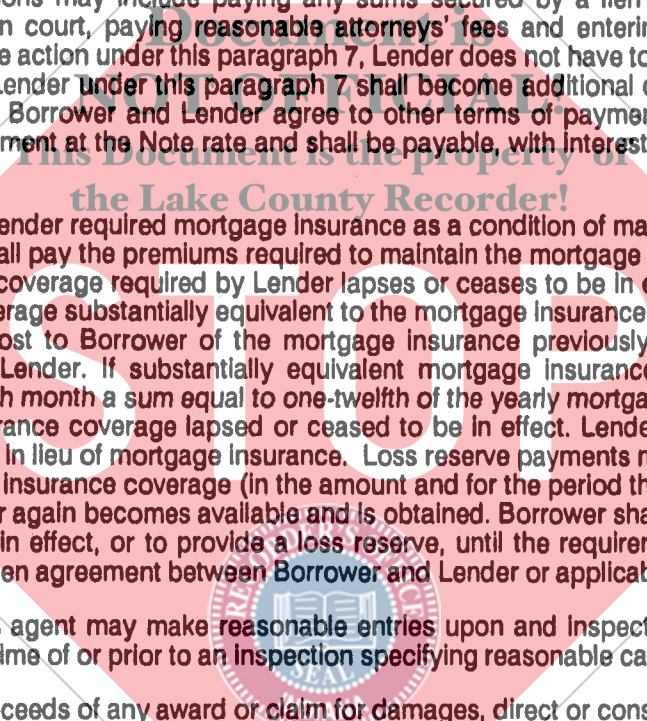 ons may include paying any sums secured by a lien
n court, paying reasonable attorneys' fees and enterin
Document is
e action under this paragraph 7, Lender does not have to
NOT OFFICIAL!
Lender under this paragraph 7 shall become additional
Borrower and Lender agree to other terms of paymen
ment at the Note rate and shall be payable, with interest
This Document is the property of
the Lake County Recorder!
ender required mortgage insurance as a condition of ma
all pay the premiums required to maintain the mortgage
coverage required by Lender lapses or ceases to be in e
erage substantially equivalent to the mortgage insurance
ost to Borrower of the mortgage insurance previously
Lender. If substantially equivalent mortgage insurance
h month a sum equal to one-twelfth of the yearly mortga
rance coverage lapsed or ceased to be in effect. Lende
STOP
in lieu of mortgage insurance. Loss reserve payments m
insurance coverage (in the amount and for the period th
r again becomes available and is obtained. Borrower sha
in effect, or to provide a loss reserve, until the requirem
en agreement between Borrower and Lender or applicab
agent may make reasonable entries upon and inspect
ime of or prior to an inspection specifying reasonable ca
SEAL
ceeds of any award or claim for damages, direct or cons